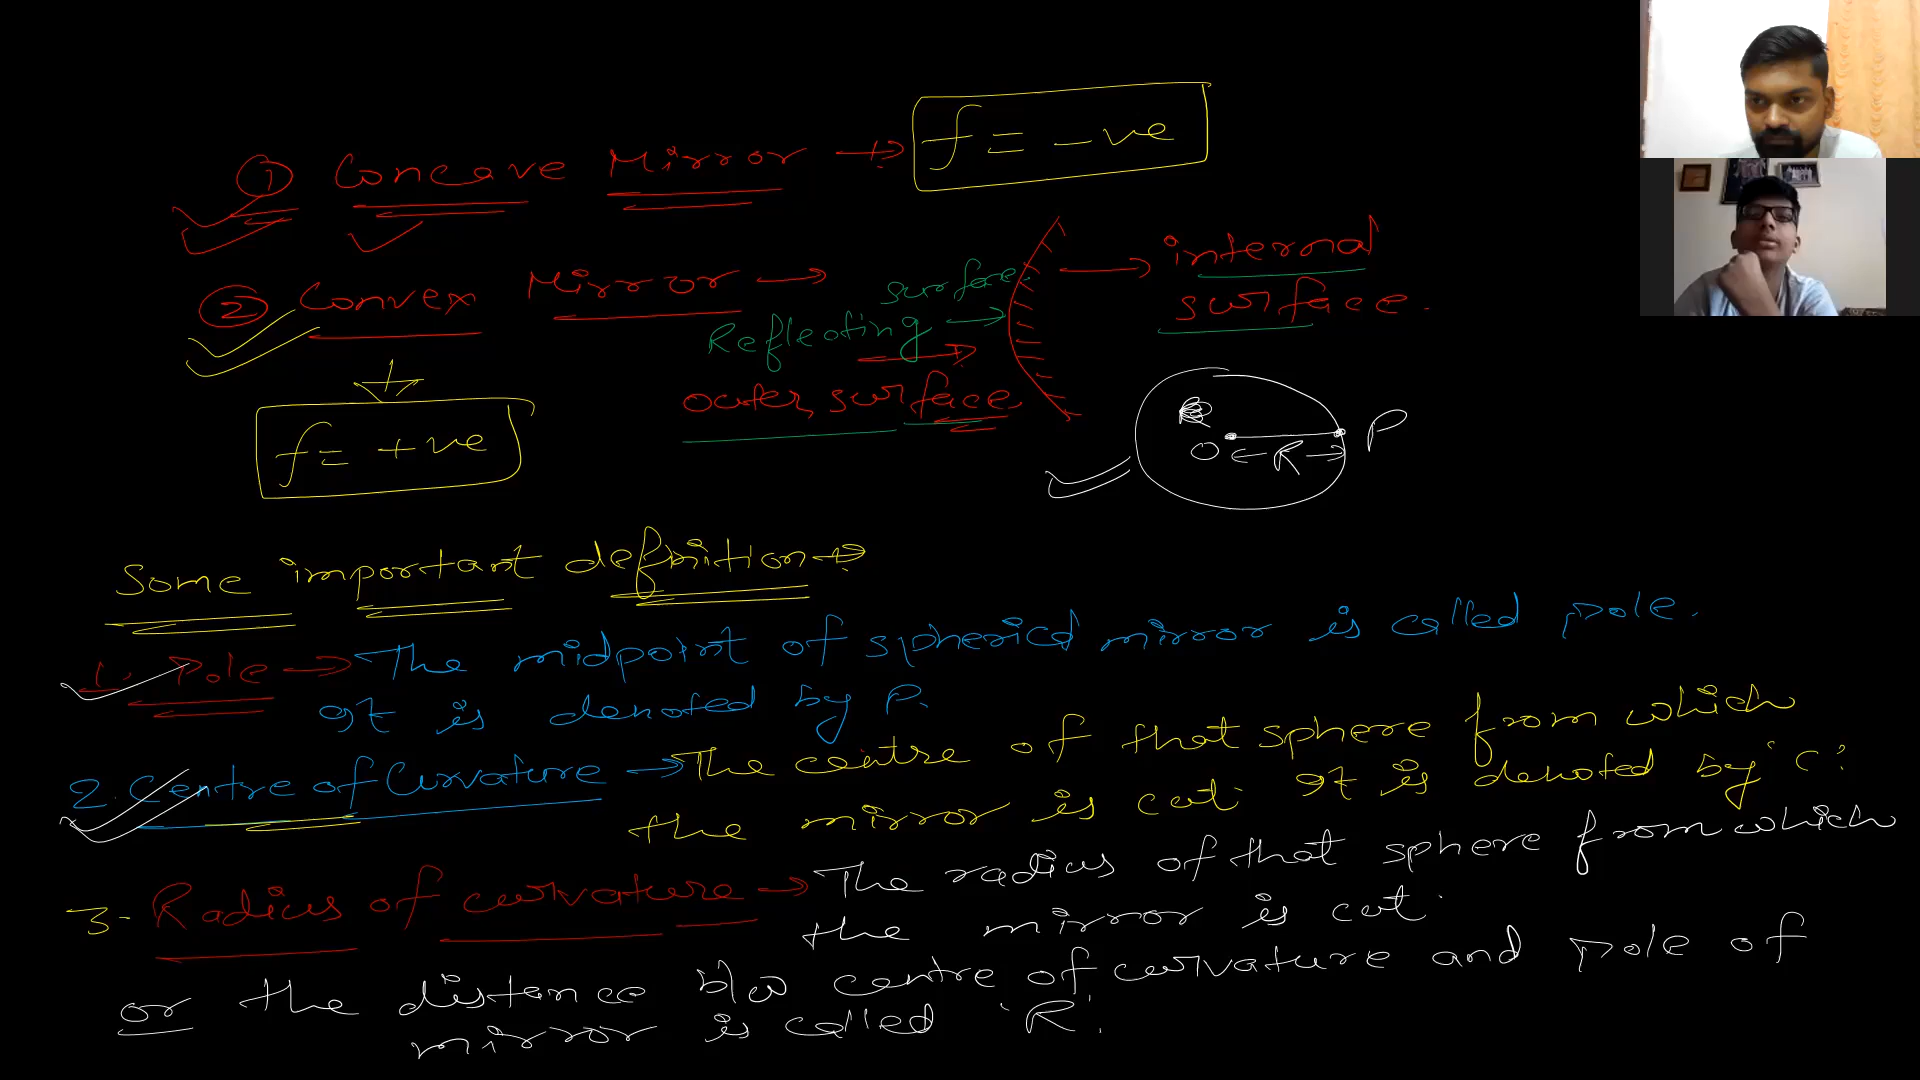 ① Concave Mirror → f = -ve
② Convex Mirror →
f = +ve
surface
Reflecting
outer surface
internal
surface.
O R P
Some important definition →
1. Pole → The midpoint of spherical mirror is called pole.
It is denoted by P.
2. Centre of Curvature → The centre of that sphere from which
the mirror is cut. It is denoted by 'C'.
3- Radius of curvature → The radius of that sphere from which
the mirror is cut.
or the distance b/w centre of curvature and pole of
mirror is called 'R'.